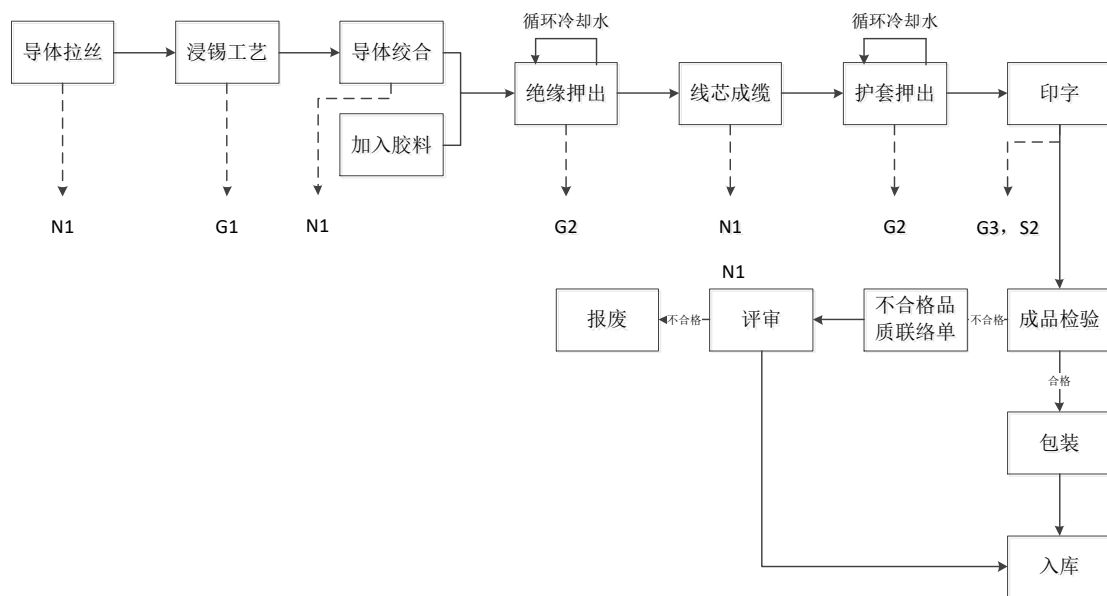 循环冷却水
循环冷却水
导体拉丝
浸锡工艺
导体绞合
绝缘押出
线芯成缆
护套押出
印字
加入胶料
N1
G1
N1
G2
N1
G2
G3，S2
N1
报废
不合格
评审
不合格品
质联络单
不合格
成品检验
合格
包装
入库